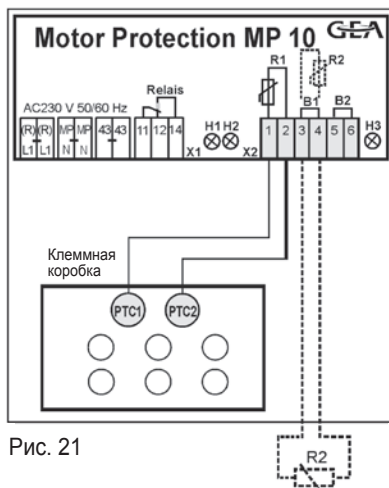 Motor Protection MP 10 GEA
R1 R2
Relais
AC230 V 50/60 Hz
B1 B2
(R) (R) MP MP 43 43 11 12 14 H1 H2 1 2 3 4 5 6 H3
L1 L1 N N X1 X2
Клеммная
коробка
PTC1 PTC2
Рис. 21
R2